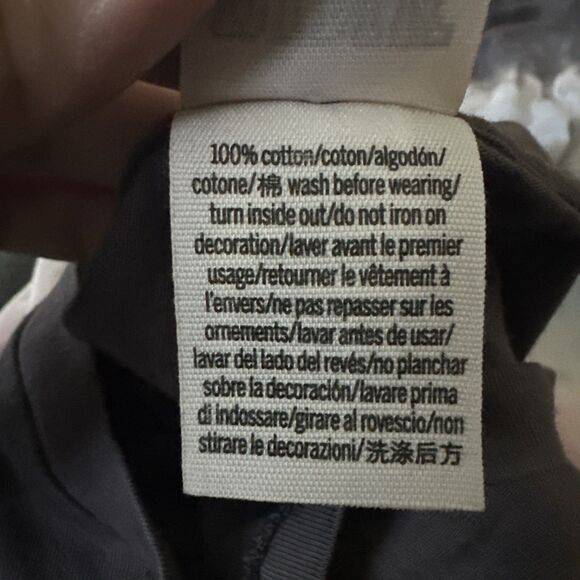 100% cotton/coton/algodón/
cotone/棉 wash before wearing/
turn inside out/do not iron on
decoration/laver avant le premier
usage/retourner le vêtement à
l'envers/ne pas repasser sur les
ornements/lavar antes de usar/
lavar del lado del revés/no planchar
sobre la decoración/lavare prima
di indossare/girare al rovescio/non
stirare le decorazioni/洗涤后方